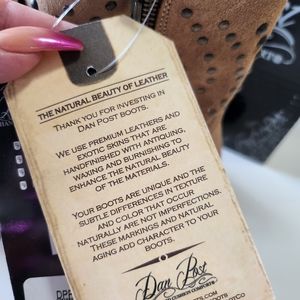 THE NATURAL BEAUTY OF LEATHER
THANK YOU FOR INVESTING IN
DAN POST BOOTS.
WE USE PREMIUM LEATHERS AND
EXOTIC SKINS THAT ARE
HANDFINISHED WITH ANTIQUING,
WAXING AND BURNISHING TO
ENHANCE THE NATURAL BEAUTY
OF THE MATERIALS.
YOUR BOOTS ARE UNIQUE AND THE
SUBTLE DIFFERENCES IN TEXTURE
AND COLOR THAT OCCUR
NATURALLY ARE NOT IMPERFECTIONS.
THESE MARKINGS AND NATURAL
AGING ADD CHARACTER TO YOUR
BOOTS.
Dan Post